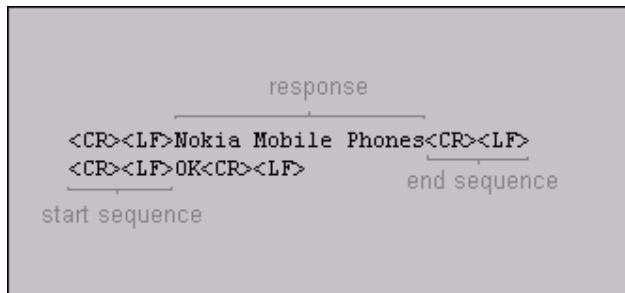 response
<CR><LF>Nokia Mobile Phones<CR><LF>
<CR><LF>OK<CR><LF>
end sequence
start sequence